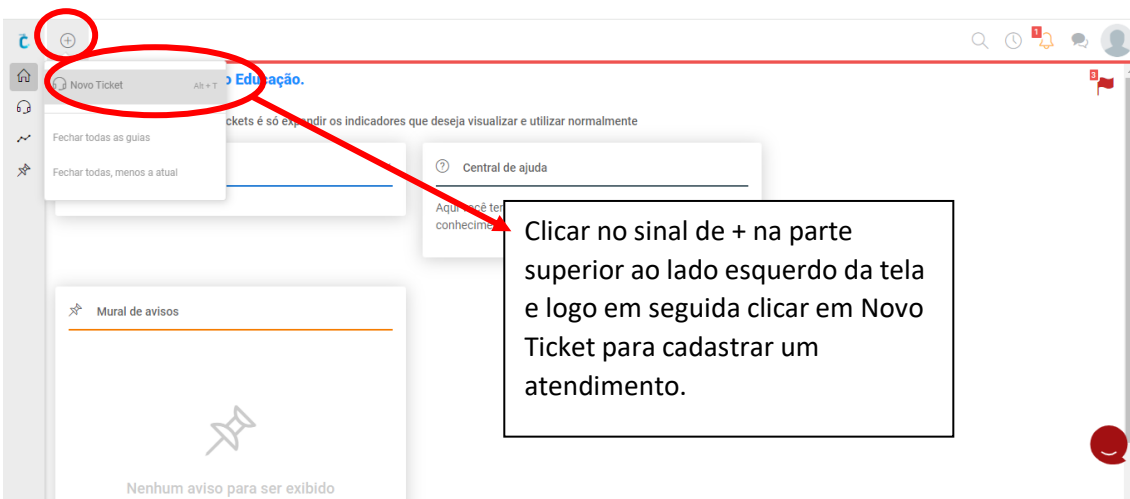 1
Novo Ticket Alt + T
o Educação.
3
ckets é só expandir os indicadores que deseja visualizar e utilizar normalmente
Fechar todas as guias
Fechar todas, menos a atual
Central de ajuda
Aqui você ter
conhecime
Clicar no sinal de + na parte
superior ao lado esquerdo da tela
e logo em seguida clicar em Novo
Ticket para cadastrar um
atendimento.
Mural de avisos
Nenhum aviso para ser exibido